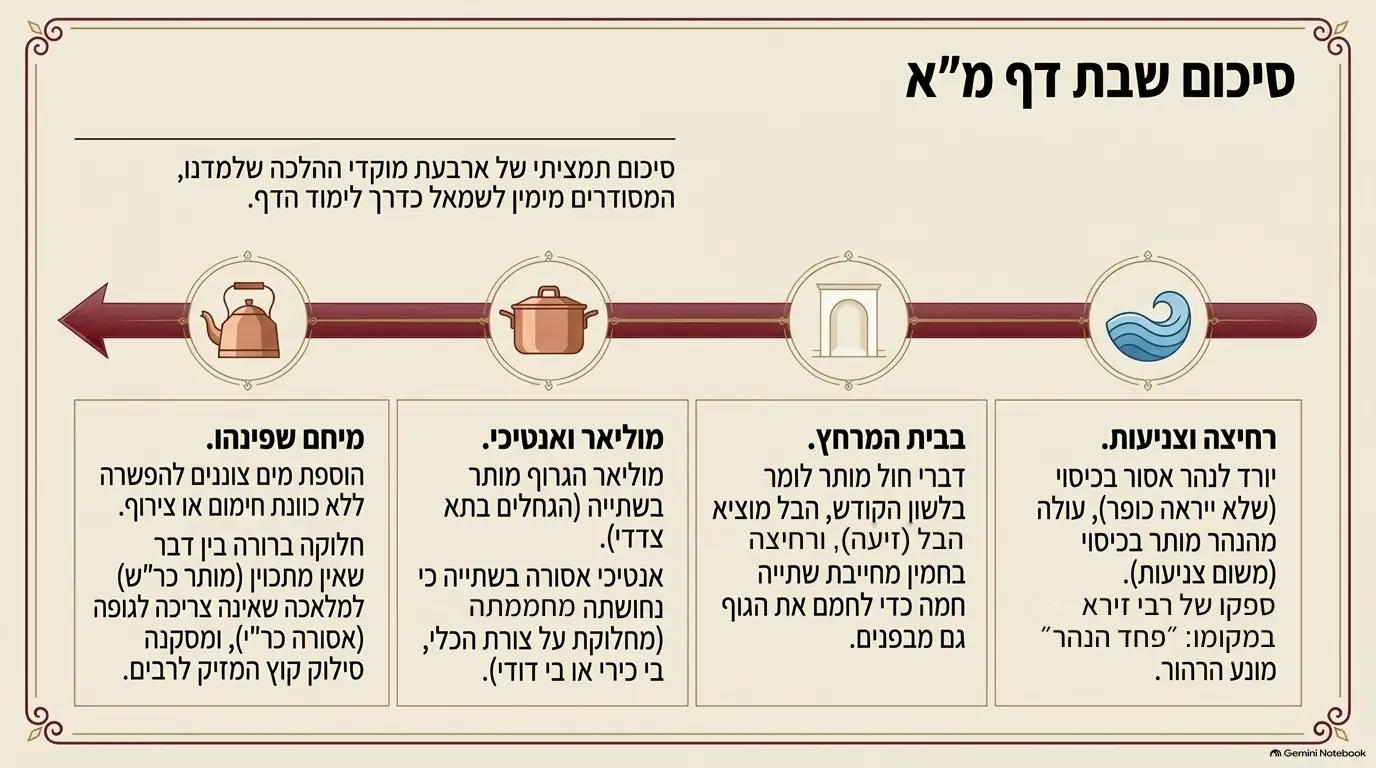 סיכום שבת דף מ"א
סיכום תמציתי של ארבעת מוקדי ההלכה שלמדנו,
המסודרים מימין לשמאל כדרך לימוד הדף.
רחיצה וצניעות.
יורד לנהר אסור בכיסוי
(שלא ייראה כופר), עולה
מהנהר מותר בכיסוי
(משום צניעות).
ספקו של רבי זירא
במקומו: "פחד הנהר"
מונע הרהור.
בבית המרחץ.
דברי חול מותר לומר
בלשון הקודש, הבל מוציא
הבל (זיעה), ורחיצה
בחמין מחייבת שתייה
חמה כדי לחמם את הגוף
גם מבפנים.
מוליאר ואנטיכי.
מוליאר הגרוף מותר
בשתייה (הגחלים בתא
צדדי).
אנטיכי אסורה בשתייה כי
נחושתה מחממתה
(מחלוקת על צורת הכלי,
בי כירי או בי דודי).
מיחם שפינהו.
הוספת מים צוננים להפשרה
ללא כוונת חימום או צירוף.
חלוקה ברורה בין דבר
שאין מתכוין (מותר כר"ש)
למלאכה שאינה צריכה לגופה
(אסורה כר"י), ומסקנה
סילוק קוץ המזיק לרבים.
Gemini Notebook